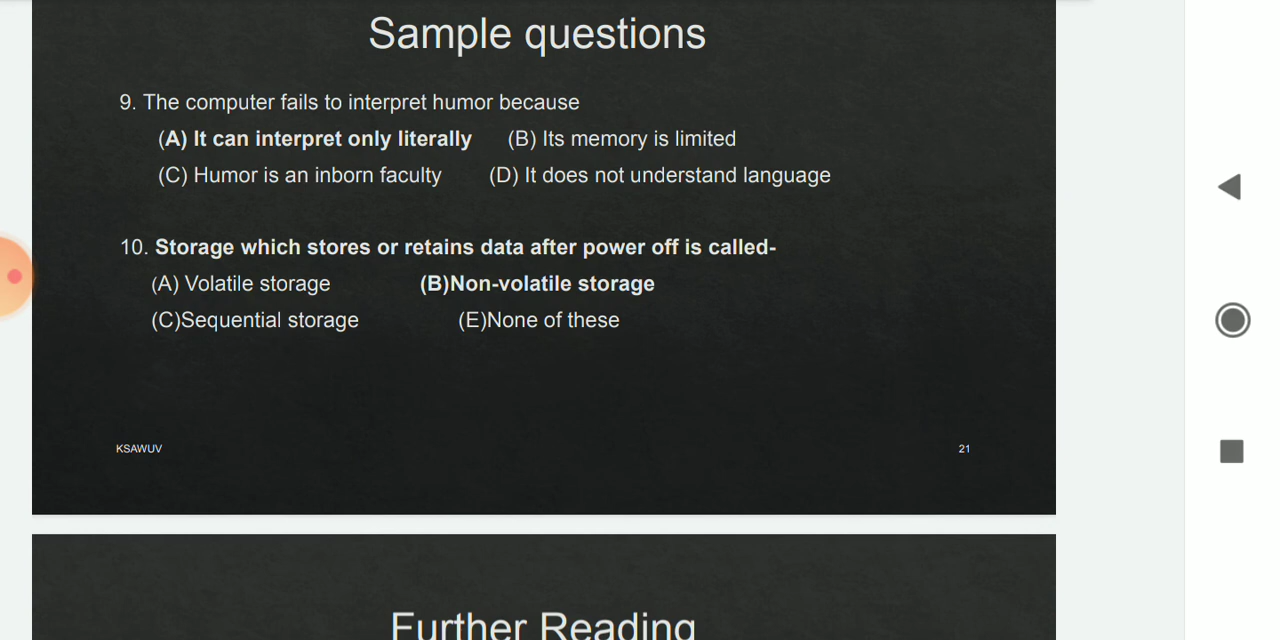 Sample questions
9. The computer fails to interpret humor because
(A) It can interpret only literally (B) Its memory is limited
(C) Humor is an inborn faculty (D) It does not understand language
10. Storage which stores or retains data after power off is called-
(A) Volatile storage (B)Non-volatile storage
(C)Sequential storage (E)None of these
KSAWUV 21
Further Reading